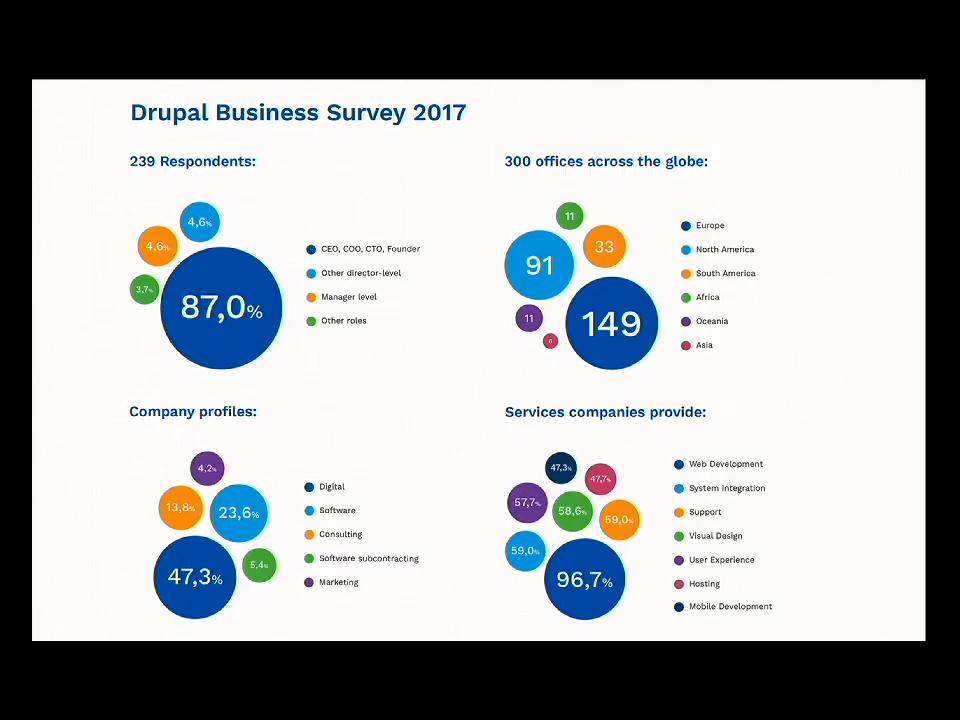 Drupal Business Survey 2017
239 Respondents:
4,6%
4,6%
3,7%
87,0%
CEO, COO, CTO, Founder
Other director-level
Manager level
Other roles
300 offices across the globe:
11
91
33
11
149
Europe
North America
South America
Africa
Oceania
Asia
Company profiles:
4,2%
13,8%
23,6%
47,3%
5,4%
Digital
Software
Consulting
Software subcontracting
Marketing
Services companies provide:
47,3%
47,7%
57,7%
58,6%
59,0%
59,0%
96,7%
Web Development
System Integration
Support
Visual Design
User Experience
Hosting
Mobile Development